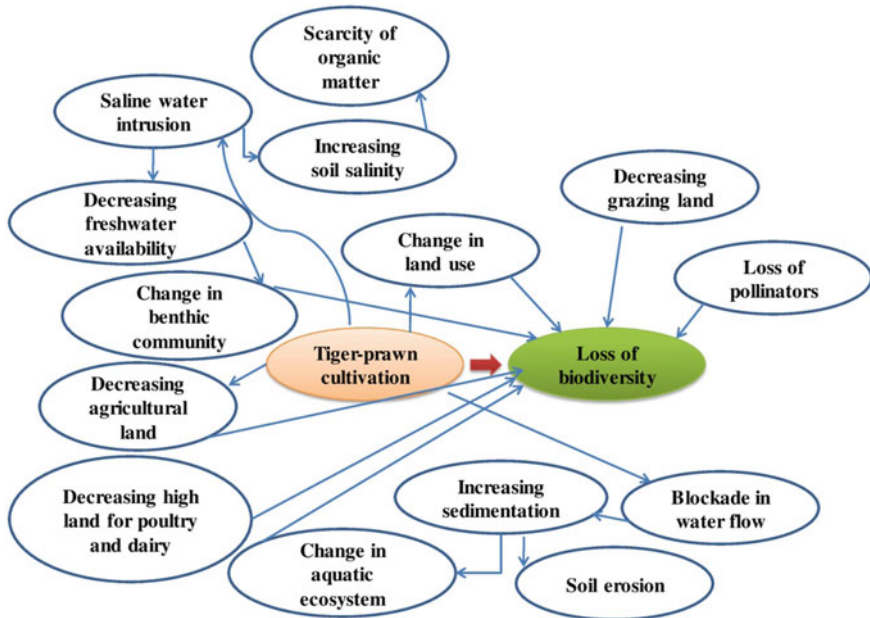 Scarcity of
organic
matter
Saline water
intrusion
Increasing
soil salinity
Decreasing
grazing land
Decreasing
freshwater
availability
Change in
land use
Loss of
pollinators
Change in
benthic
community
Tiger-prawn
cultivation
Loss of
biodiversity
Decreasing
agricultural
land
Decreasing high
land for poultry
and dairy
Increasing
sedimentation
Blockade in
water flow
Change in
aquatic
ecosystem
Soil erosion